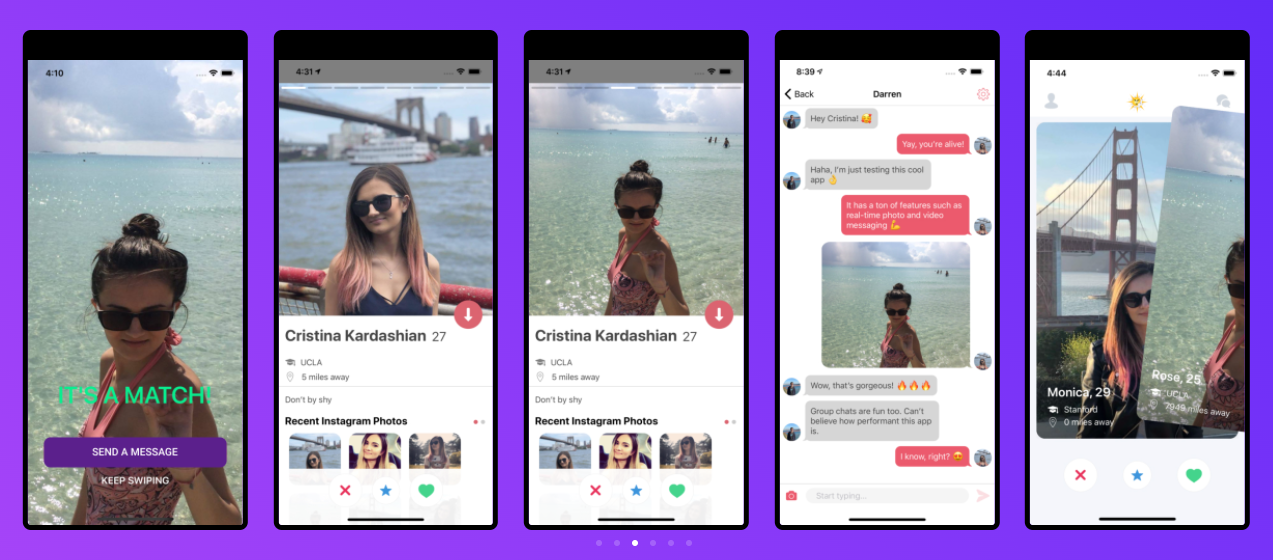 4:10
IT'S A MATCH!
SEND A MESSAGE
KEEP SWIPING
4:31
Cristina Kardashian 27
UCLA
5 miles away
Don't by shy
Recent Instagram Photos
4:31
Cristina Kardashian 27
UCLA
5 miles away
Don't by shy
Recent Instagram Photos
8:39
Back
Darren
Hey Cristina! 🥰
Yay, you're alive!
Haha, I'm just testing this cool
app 👌
It has a ton of features such as
real-time photo and video
messaging 💪
Wow, that's gorgeous! 🔥🔥🔥
Group chats are fun too. Can't
believe how performant this app
is.
I know, right? 😍
Start typing...
4:44
Monica, 29
Stanford
0 miles away
Rose, 25
UCLA
7949 miles away